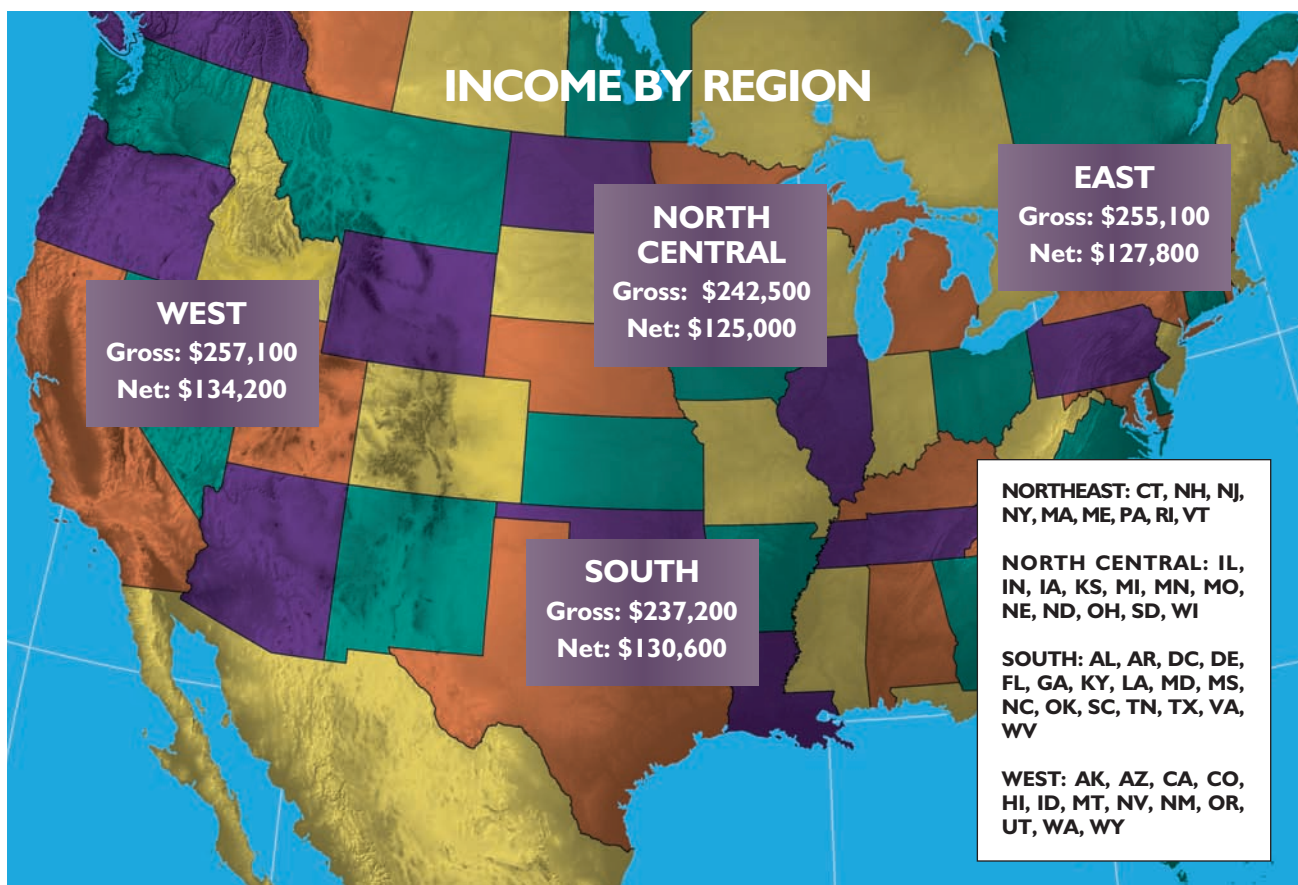 INCOME BY REGION
EAST
Gross: $255,100
Net: $127,800
NORTH
CENTRAL
Gross: $242,500
Net: $125,000
WEST
Gross: $257,100
Net: $134,200
SOUTH
Gross: $237,200
Net: $130,600
NORTHEAST: CT, NH, NJ,
NY, MA, ME, PA, RI, VT
NORTH CENTRAL: IL,
IN, IA, KS, MI, MN, MO,
NE, ND, OH, SD, WI
SOUTH: AL, AR, DC, DE,
FL, GA, KY, LA, MD, MS,
NC, OK, SC, TN, TX, VA,
WV
WEST: AK, AZ, CA, CO,
HI, ID, MT, NV, NM, OR,
UT, WA, WY